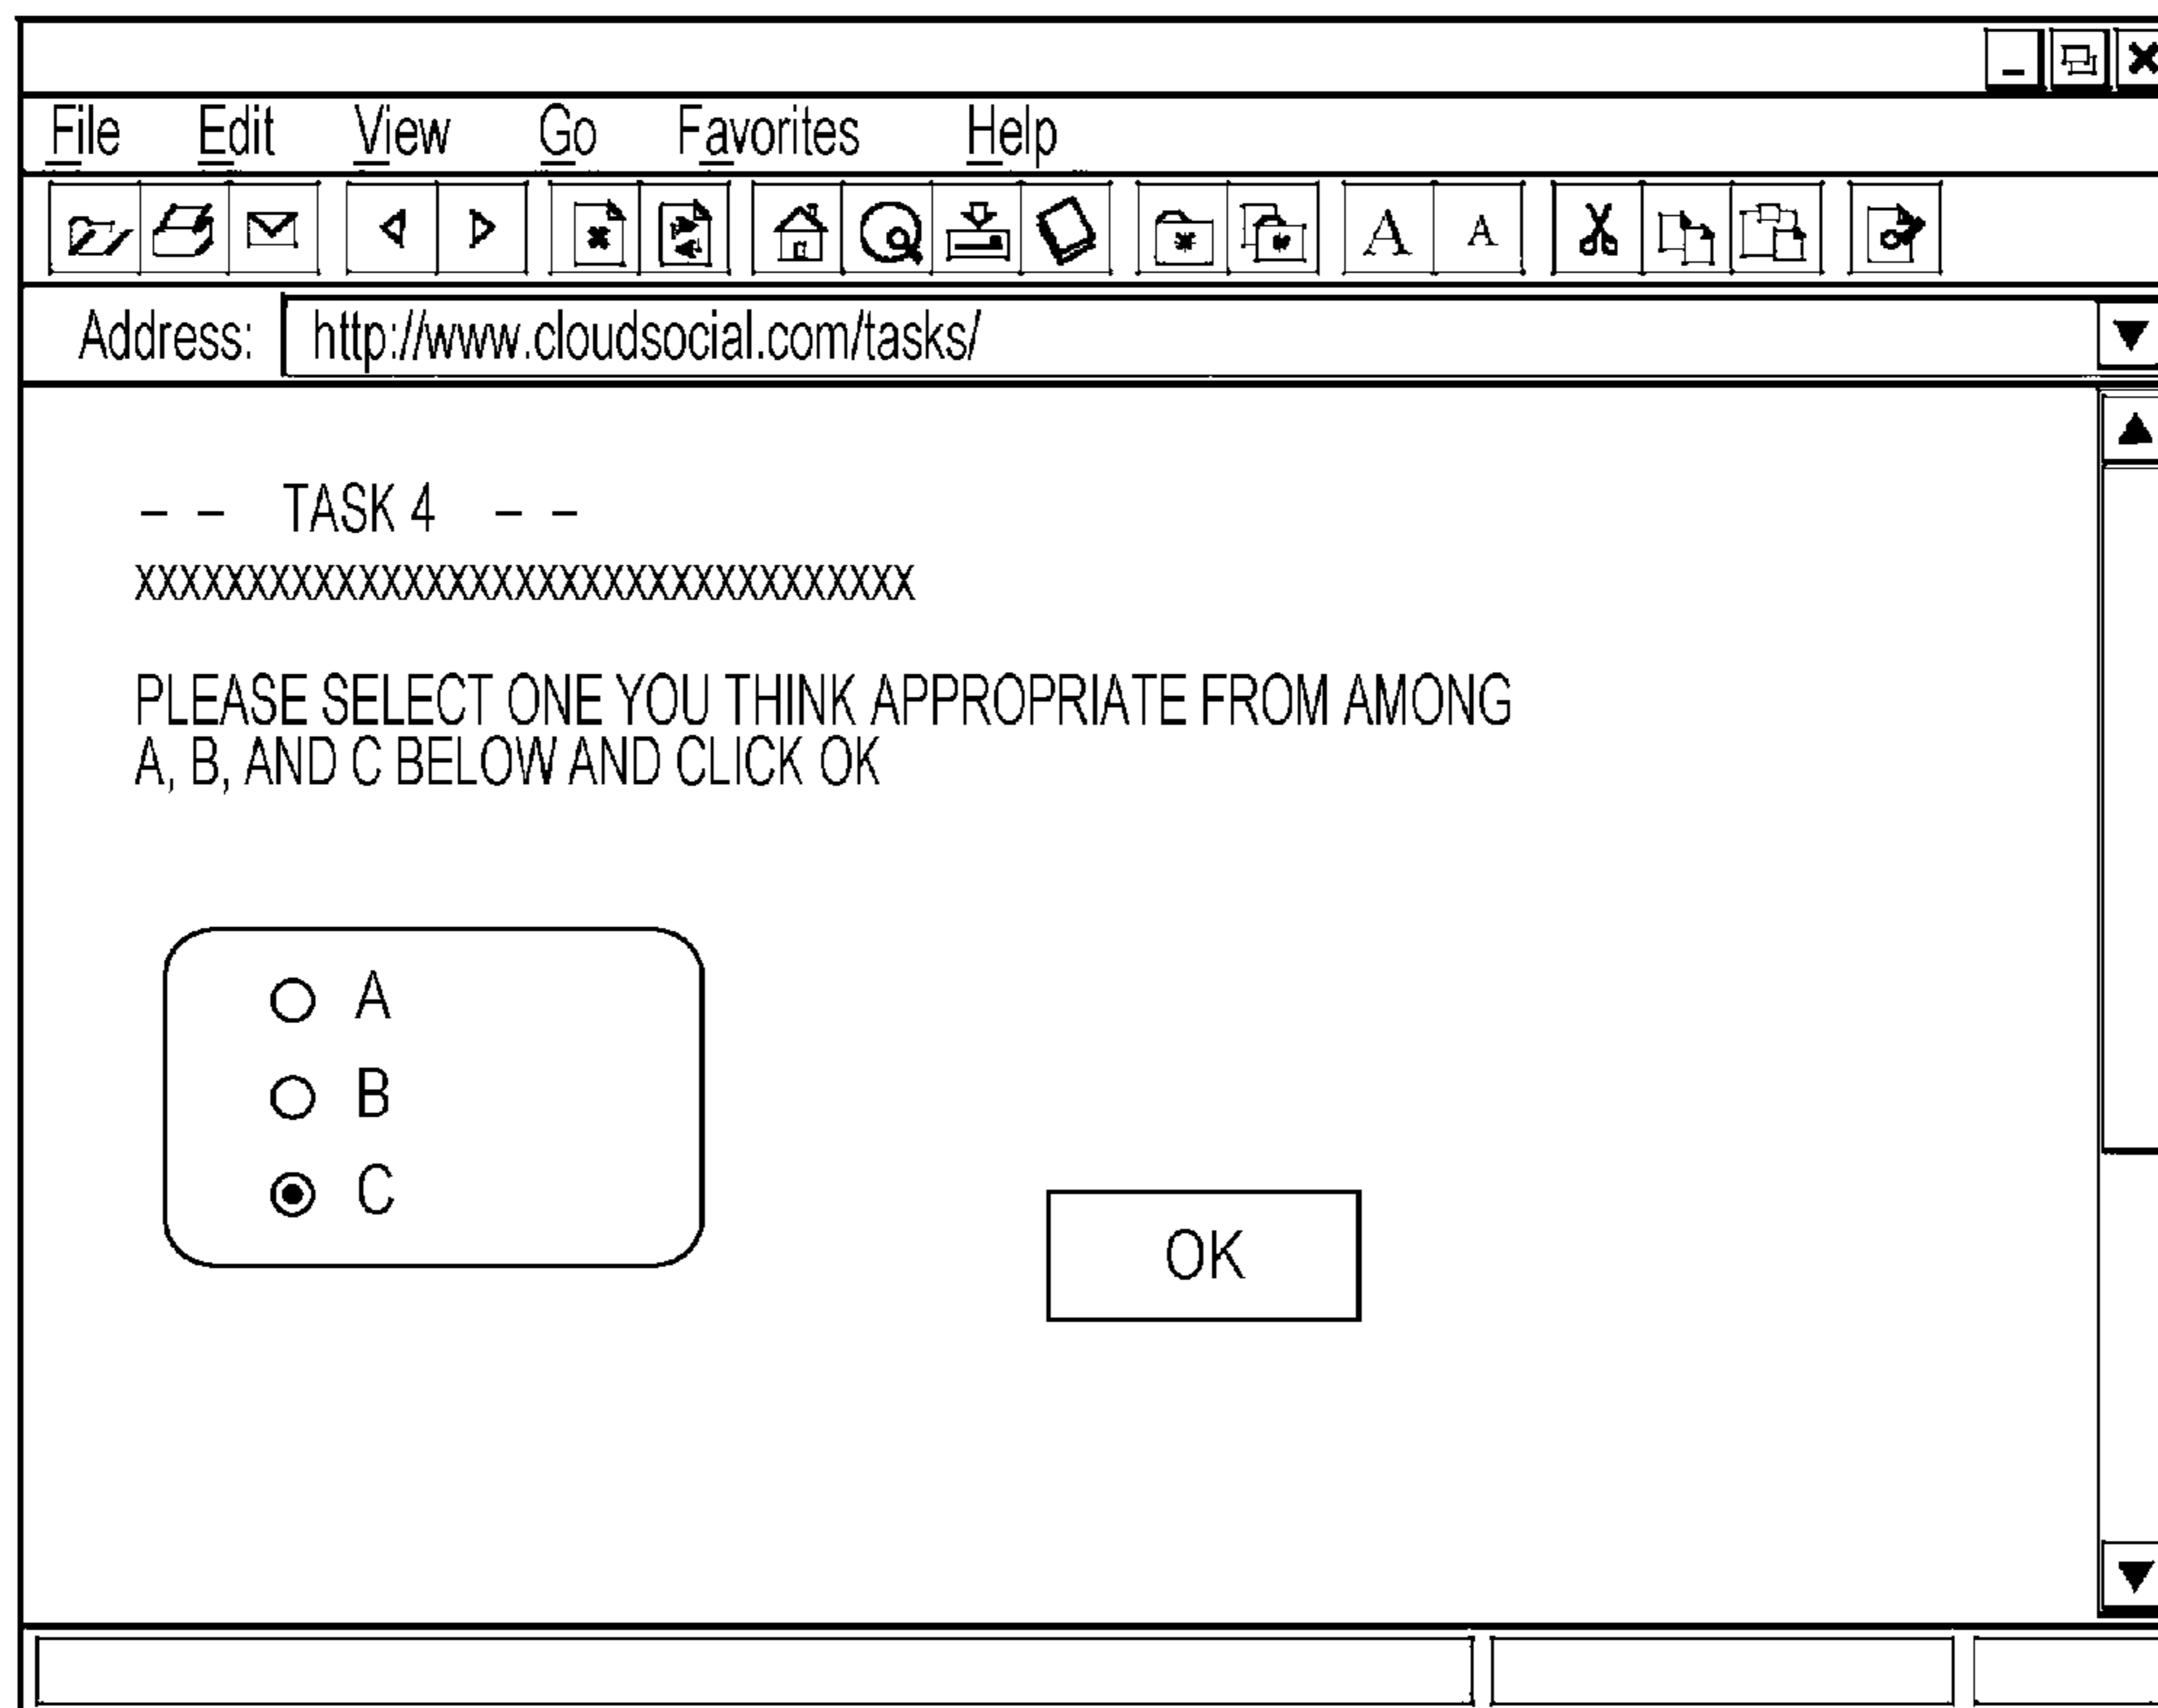 File Edit View Go Favorites Help
A A
Address: http://www.cloudsocial.com/tasks/
– – TASK 4 – –
XXXXXXXXXXXXXXXXXXXXXXXXXXXXXXXXXXX
PLEASE SELECT ONE YOU THINK APPROPRIATE FROM AMONG
A, B, AND C BELOW AND CLICK OK
A
B
C
OK